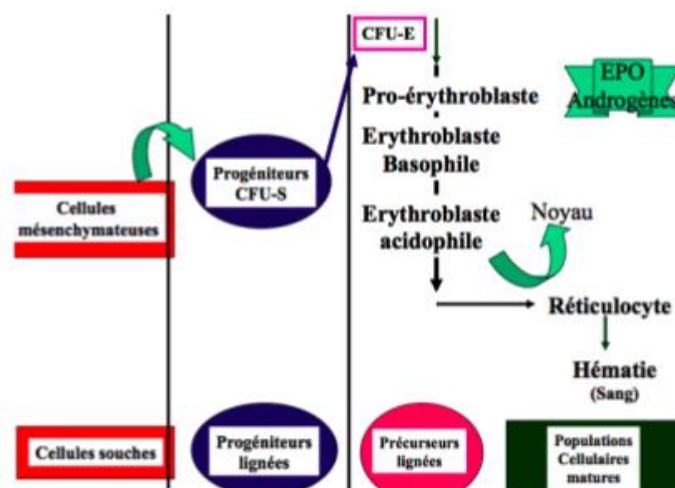 CFU-E
EPO
Androgènes
Pro-érythroblaste
Erythroblaste
Basophile
Progéniteurs
CFU-S
Cellules
mésenchymateuses
Erythroblaste
acidophile
Noyau
Réticulocyte
Hématie
(Sang)
Cellules souches
Progéniteurs
lignées
Précurseurs
lignées
Populations
Cellulaires
matures